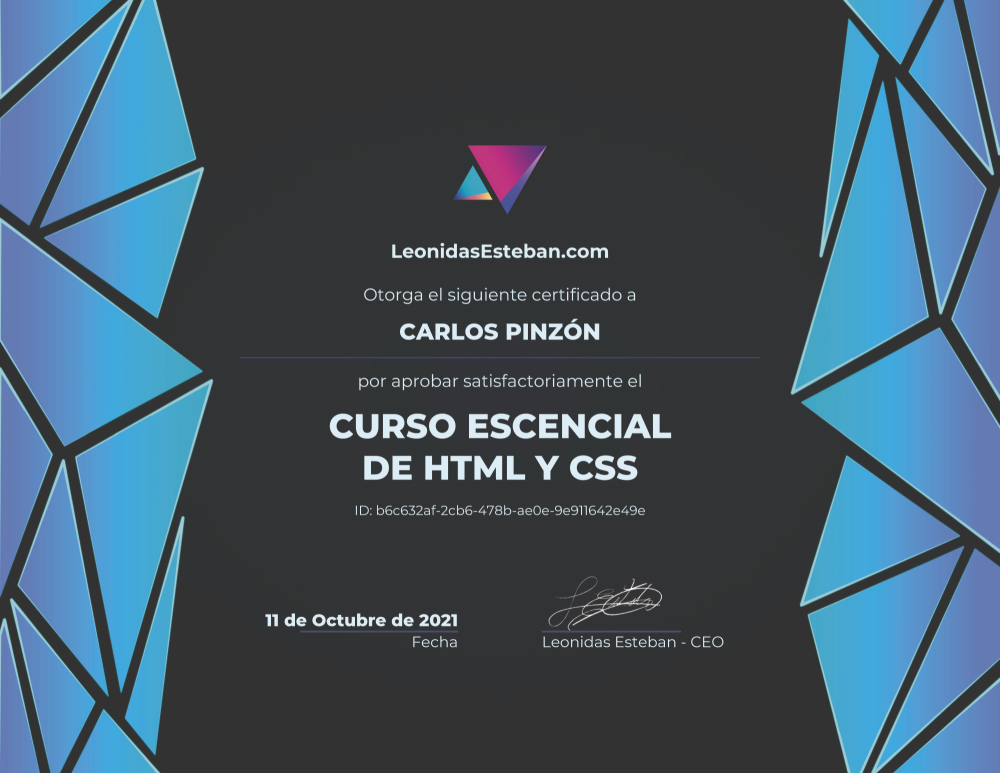 LeonidasEsteban.com
Otorga el siguiente certificado a
CARLOS PINZÓN
por aprobar satisfactoriamente el
CURSO ESCENCIAL
DE HTML Y CSS
ID: b6c632af-2cb6-478b-ae0e-9e911642e49e
11 de Octubre de 2021
Fecha
Leonidas Esteban - CEO